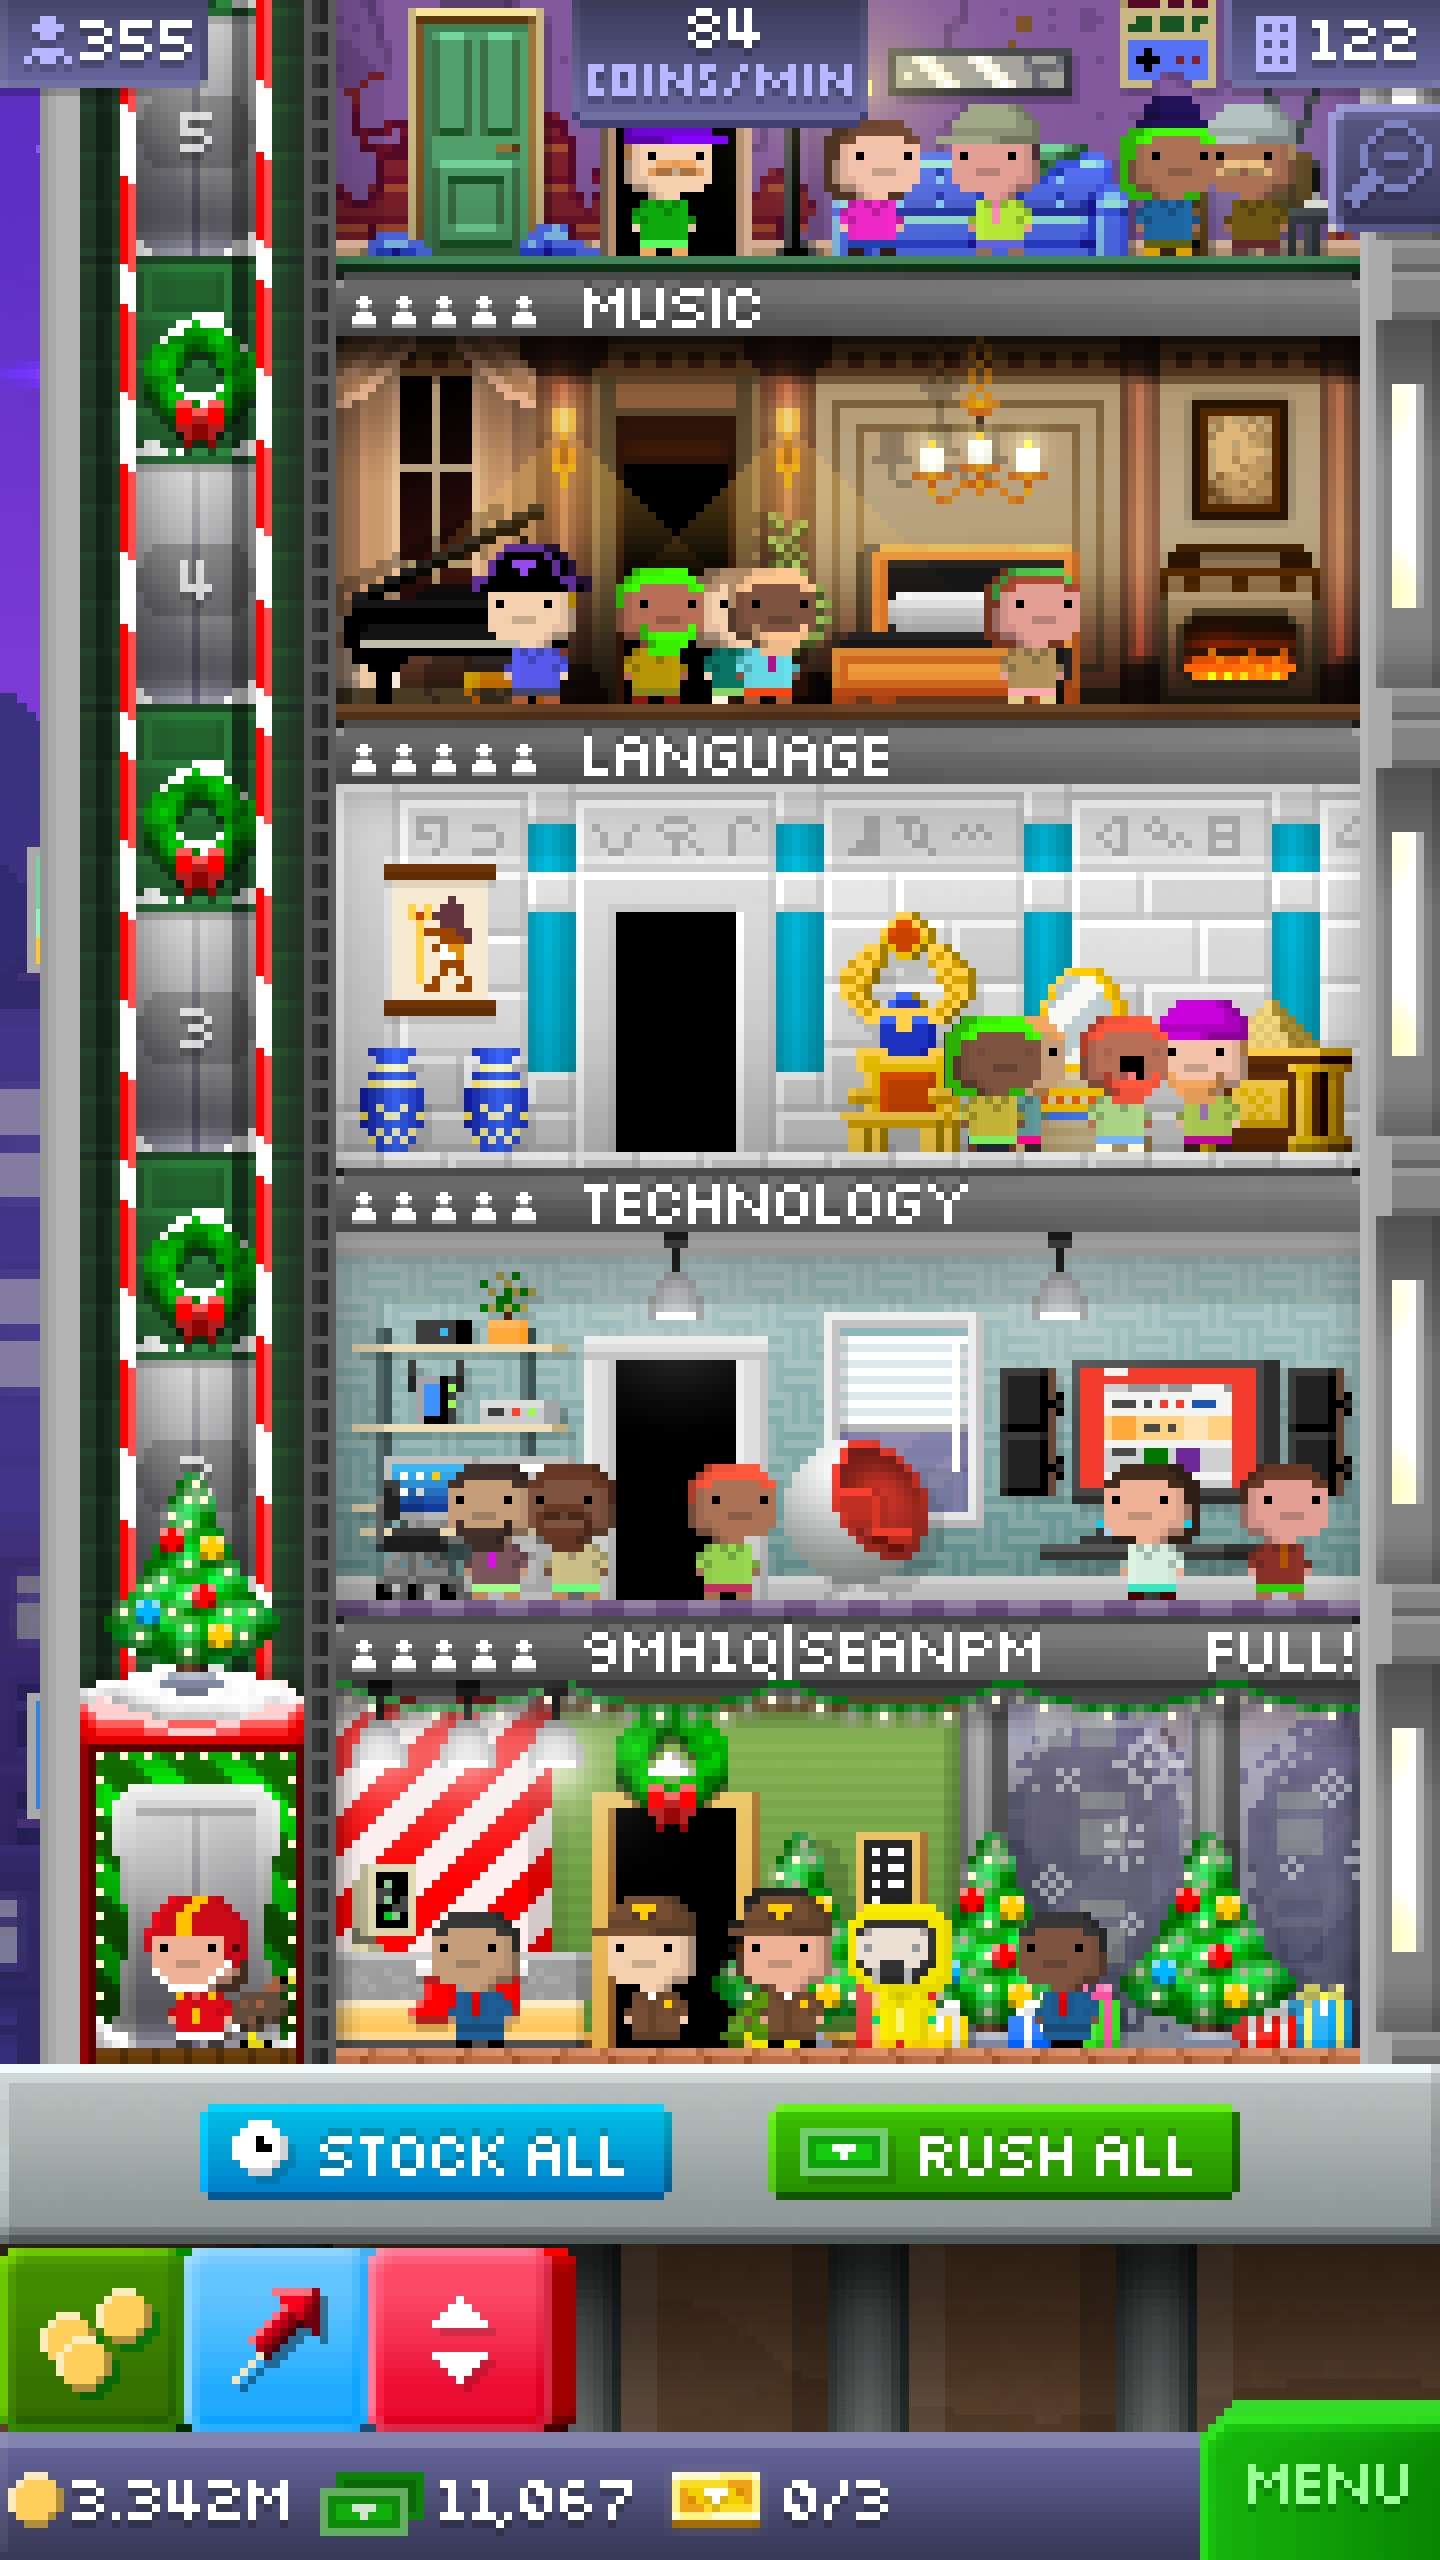 355
84
COINS/MIN
122
5
MUSIC
4
LANGUAGE
3
TECHNOLOGY
9MH1Q|SEANPM FULL!
STOCK ALL
RUSH ALL
3.342M
11,067
0/3
MENU